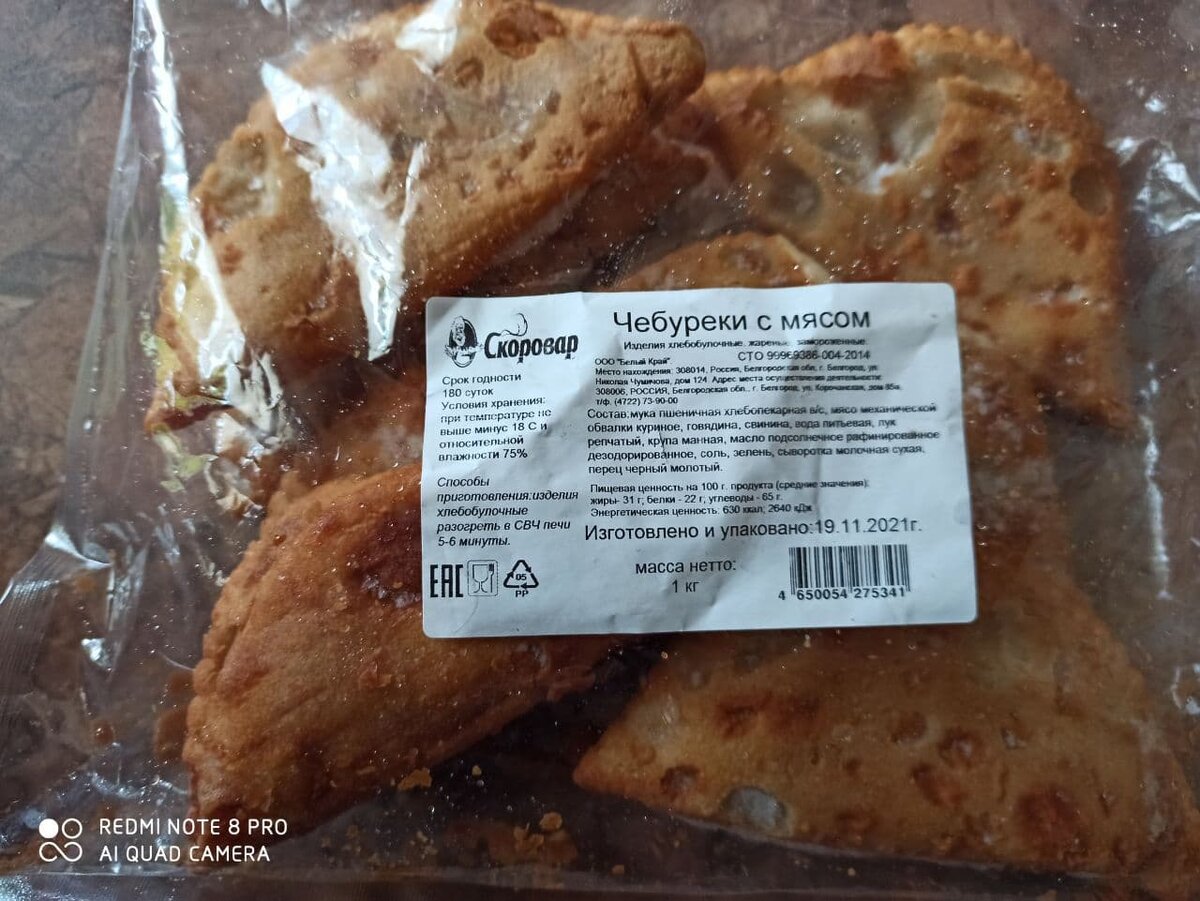 Скоровар
Срок годности
180 суток
Условия хранения:
при температуре не
выше минус 18 С и
относительной
влажности 75%
Способы
приготовления:изделия
хлебобулочные
разогреть в СВЧ печи
5-6 минуты.
EAC
05
PP
Чебуреки с мясом
Изделия хлебобулочные, жареные, замороженные.
ООО "Белый Край" СТО 99969386-004-2014
Место нахождения: 308014, Россия, Белгородская обл, г. Белгород, ул.
Николая Чумичова, дом 124. Адрес места осуществления деятельности:
308006, РОССИЯ, Белгородская обл., г. Белгород, ул. Корочанская, дом 85а.
т/ф. (4722) 73-90-00
Состав:мука пшеничная хлебопекарная в/с, мясо механической
обвалки куриное, говядина, свинина, вода питьевая, лук
репчатый, крупа манная, масло подсолнечное рафинированное
дезодорированное, соль, зелень, сыворотка молочная сухая,
перец черный молотый.
Пищевая ценность на 100 г. продукта (средние значения):
жиры- 31 г; белки - 22 г; углеводы - 65 г.
Энергетическая ценность: 630 ккал; 2640 кДж
Изготовлено и упаковано:19.11.2021г.
масса нетто:
1 кг
4 650054 275341
REDMI NOTE 8 PRO
AI QUAD CAMERA